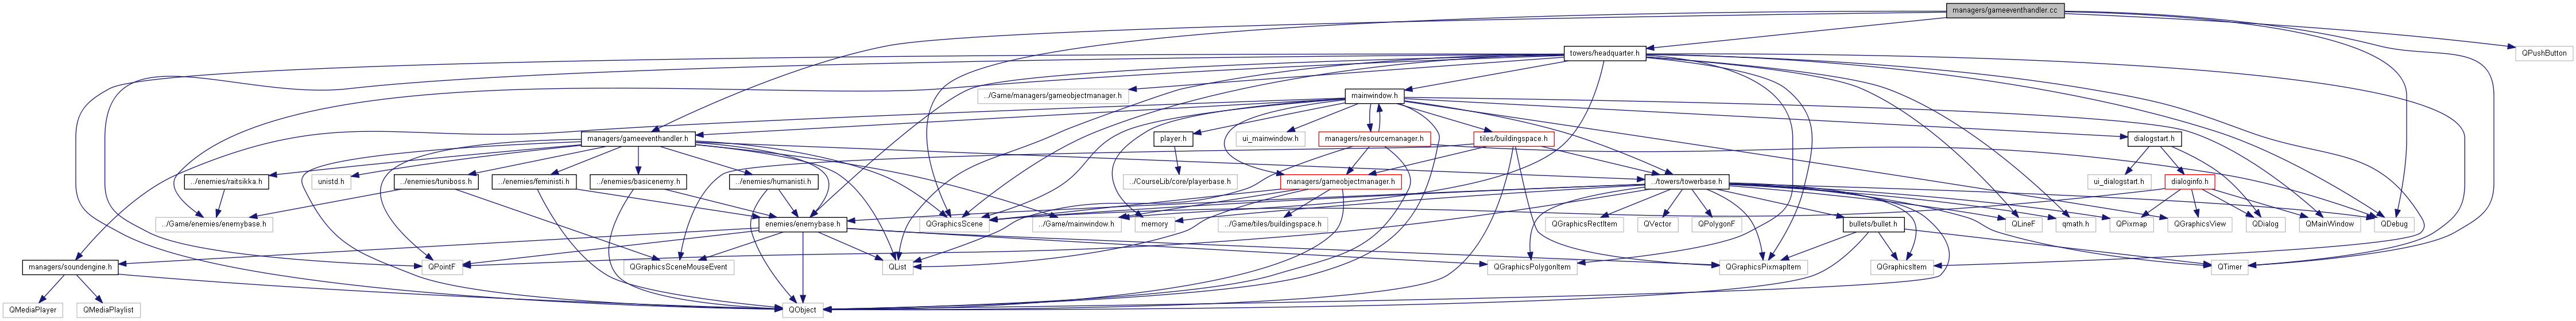 managers/gameeventhandler.cc
towers/headquarter.h
QPushButton
../Game/managers/gameobjectmanager.h
mainwindow.h
managers/gameeventhandler.h
player.h
ui_mainwindow.h
managers/resourcemanager.h
tiles/buildingspace.h
dialogstart.h
../enemies/raitsikka.h
unistd.h
../enemies/tuniboss.h
../enemies/feministi.h
../enemies/basicenemy.h
../enemies/humanisti.h
../CourseLib/core/playerbase.h
managers/gameobjectmanager.h
../towers/towerbase.h
ui_dialogstart.h
dialoginfo.h
../Game/enemies/enemybase.h
enemies/enemybase.h
QGraphicsScene
../Game/mainwindow.h
memory
../Game/tiles/buildingspace.h
QGraphicsRectItem
QVector
QPolygonF
bullets/bullet.h
QLineF
qmath.h
QPixmap
QGraphicsView
QDialog
QMainWindow
QDebug
managers/soundengine.h
QPointF
QGraphicsSceneMouseEvent
QList
QGraphicsPolygonItem
QGraphicsPixmapItem
QGraphicsItem
QTimer
QMediaPlayer
QMediaPlaylist
QObject